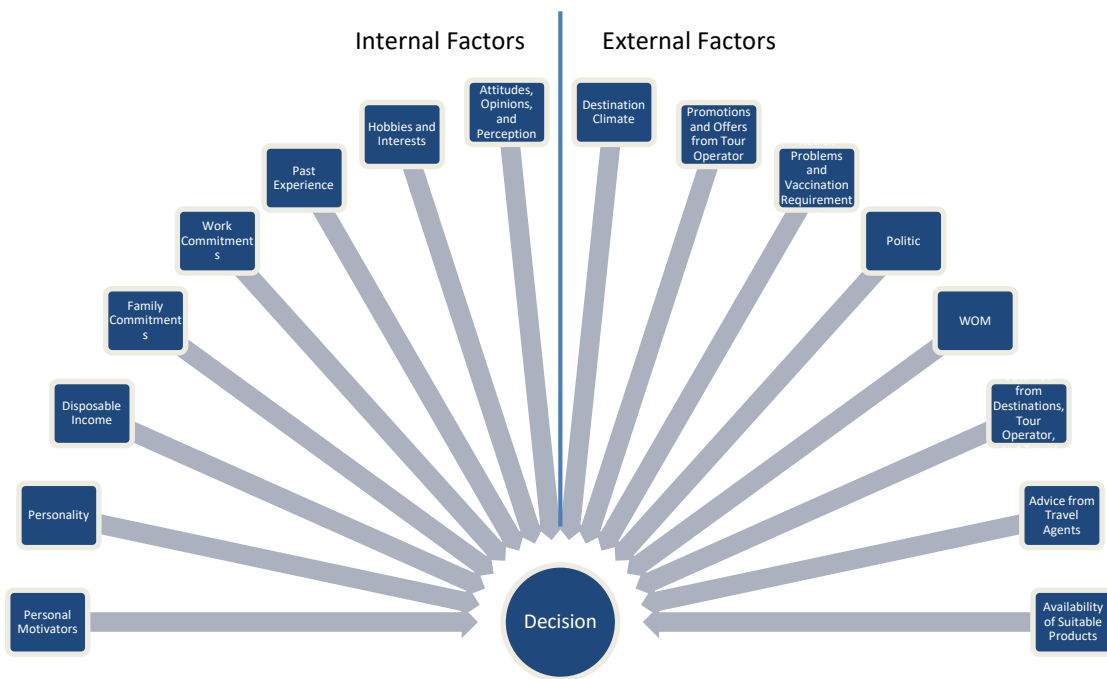 Internal Factors
External Factors
Attitudes,
Opinions,
and
Perception
Destination
Climate
Hobbies and
Interests
Promotions
and Offers
from Tour
Operator
Past
Experience
Problems
and
Vaccination
Requirement
Work
Commitment
s
Politic
Family
Commitment
s
WOM
Disposable
Income
from
Destinations,
Tour
Operator,
Personality
Advice from
Travel
Agents
Personal
Motivators
Decision
Availability
of Suitable
Products